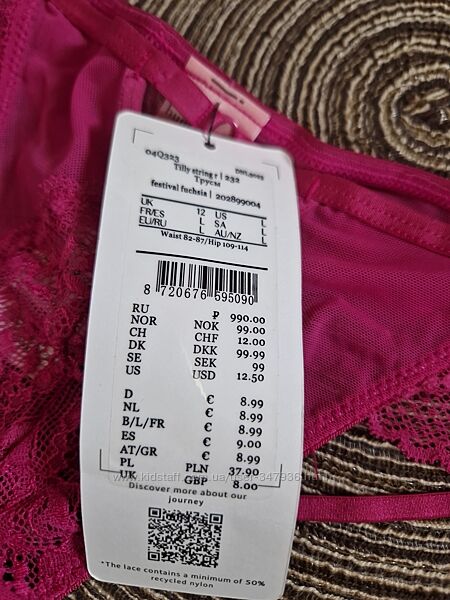 04Q323
Tilly string r | 232
Трусы
festival fuchsia | 202899004
UK 12 US L
FR/ES L SA L
EU/RU L AU/NZ L
Waist 82-87/Hip 109-114
8 720676 695090
RU ₽ 990.00
NOR NOK 99.00
CH CHF 12.00
DK DKK 99.99
SE SEK 99
US USD 12.50
D € 8.99
NL € 8.99
B/L/FR € 8.99
ES € 9.00
AT/GR € 8.99
PL PLN 37.99
UK GBP 8.00
Discover more about our
journey
*The lace contains a minimum of 50%
recycled nylon